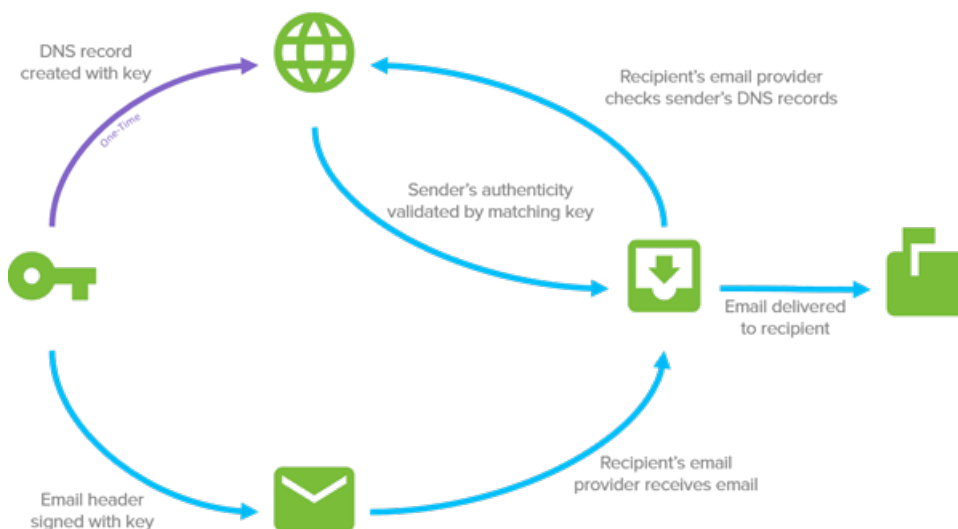 DNS record
created with key
One-Time
Recipient's email provider
checks sender's DNS records
Sender's authenticity
validated by matching key
Email delivered
to recipient
Recipient's email
provider receives email
Email header
signed with key